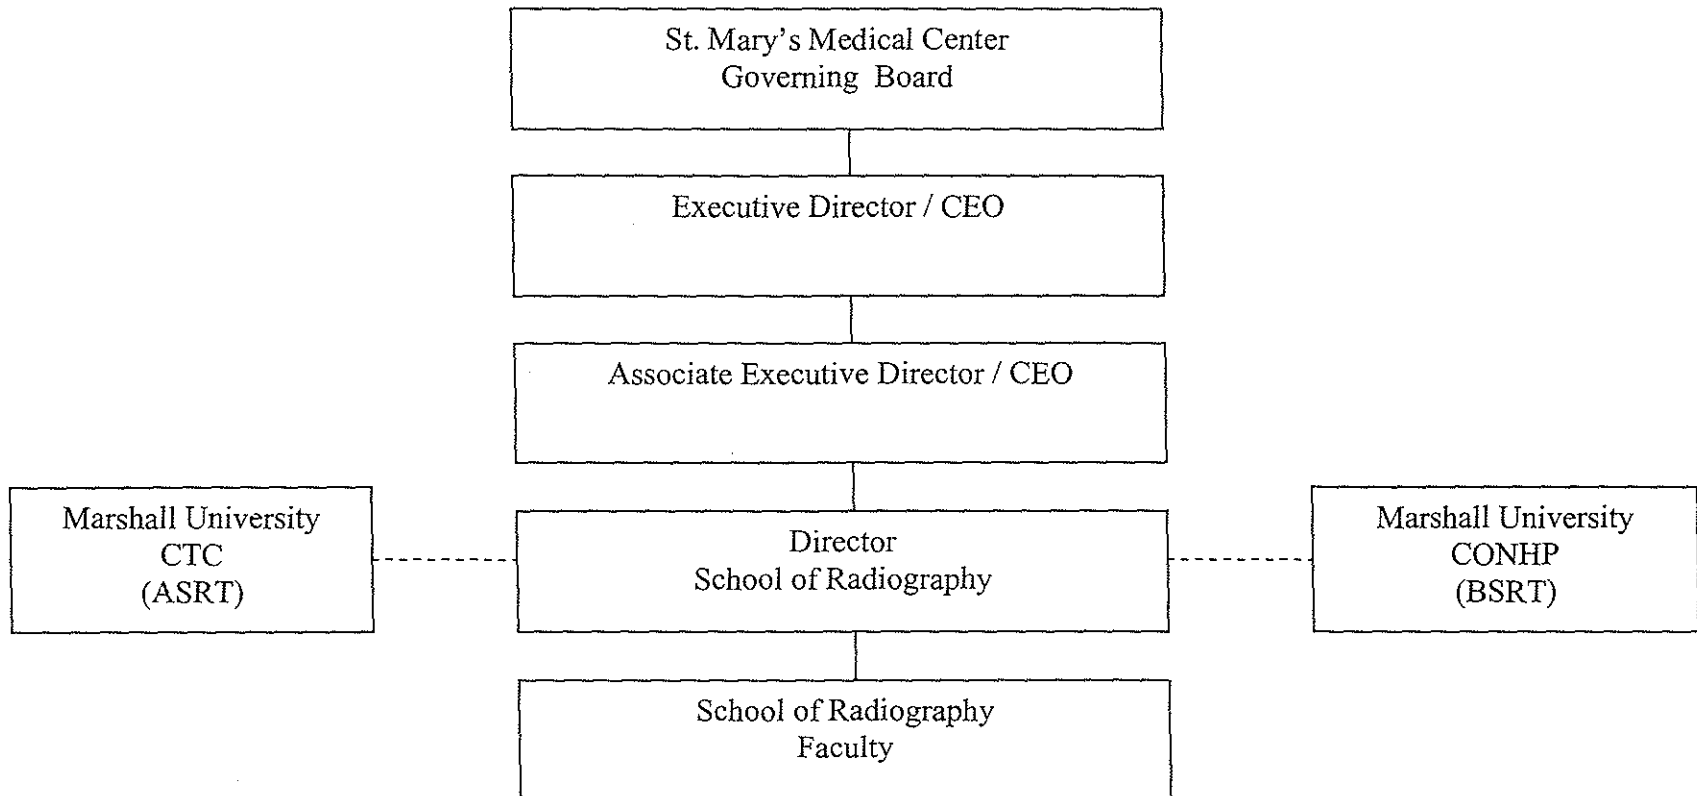 St. Mary's Medical Center
Governing Board
Executive Director / CEO
Associate Executive Director / CEO
Marshall University
CTC
(ASRT)
Director
School of Radiography
Marshall University
CONHP
(BSRT)
School of Radiography
Faculty